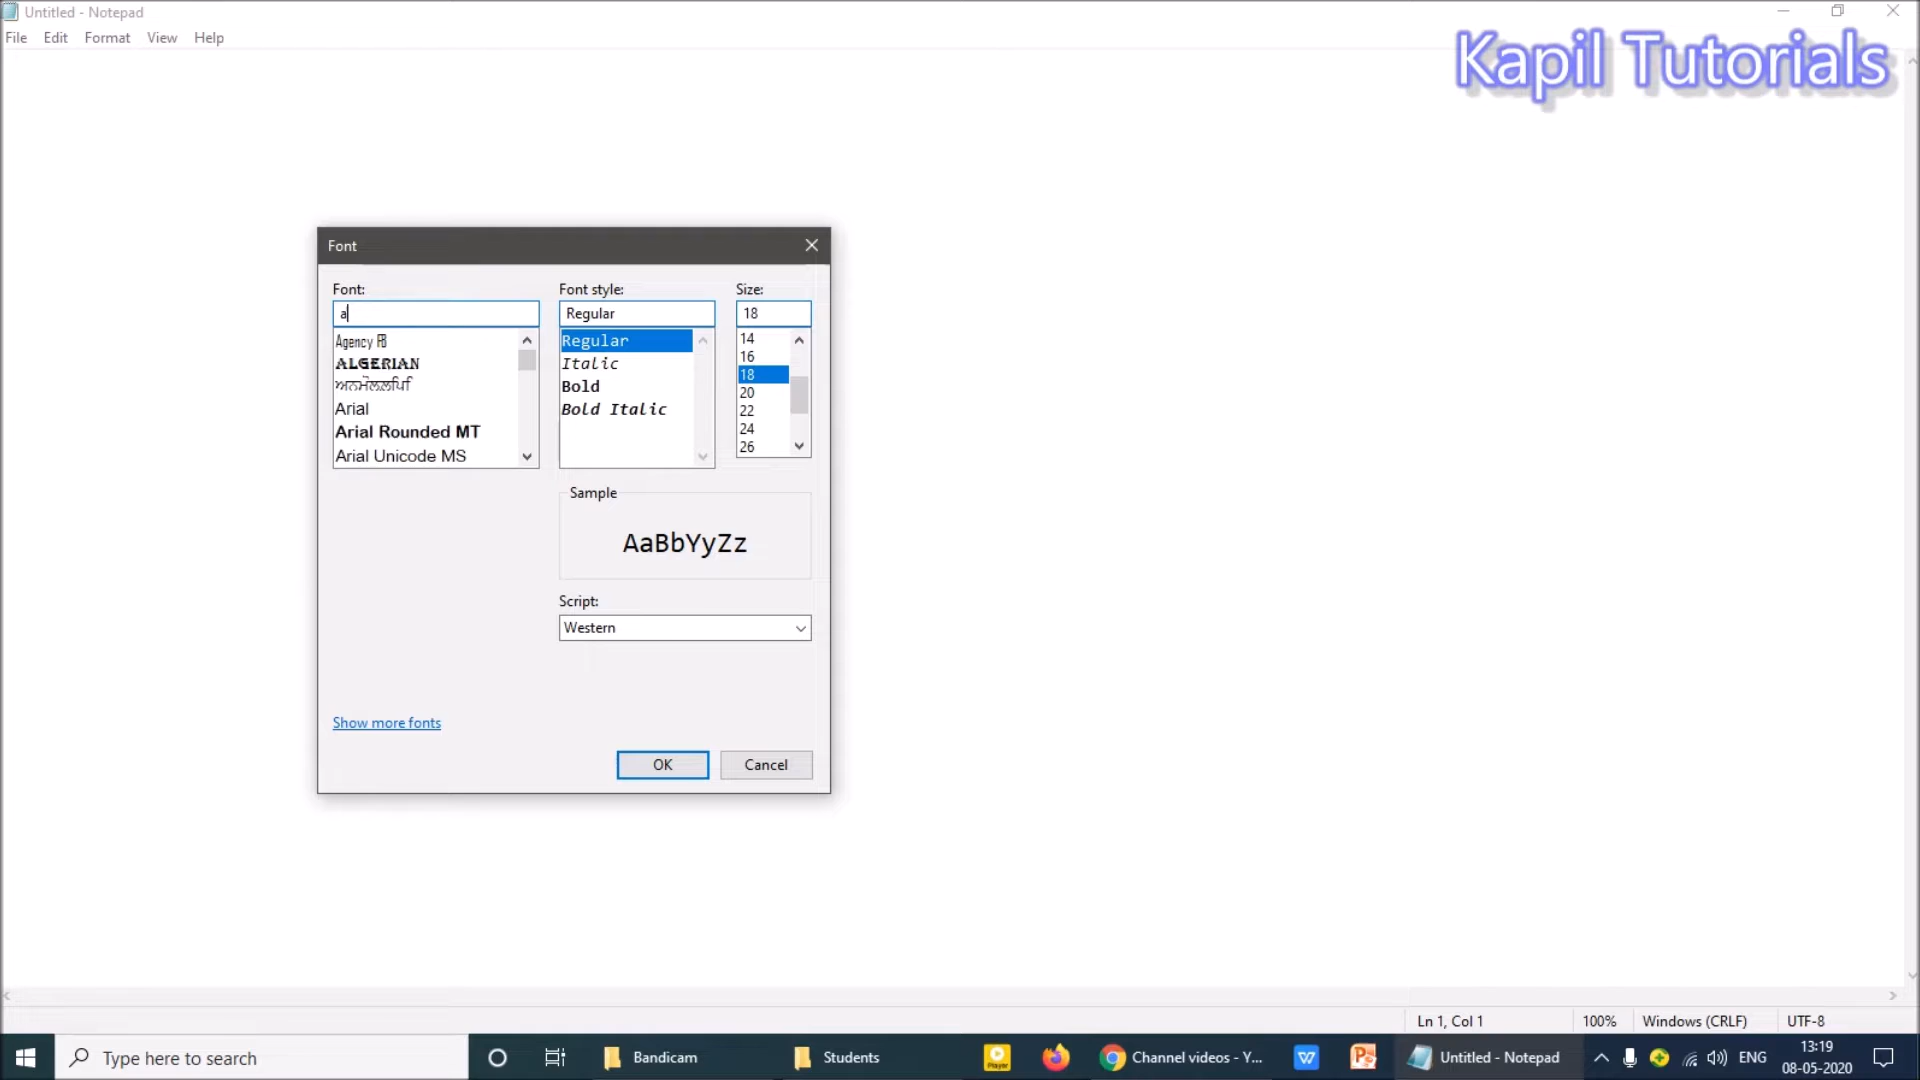 Untitled - Notepad
File Edit Format View Help
Kapil Tutorials
Font
Font: Font style: Size:
a Regular 18
Agency FB
ALGERIAN
Arial
Arial Rounded MT
Arial Unicode MS
Regular
Italic
Bold
Bold Italic
14
16
18
20
22
24
26
Sample
AaBbYyZz
Script:
Western
Show more fonts
OK Cancel
Ln 1, Col 1 100% Windows (CRLF) UTF-8
Type here to search Bandicam Students Player Channel videos - Y... Untitled - Notepad ENG 13:19
08-05-2020